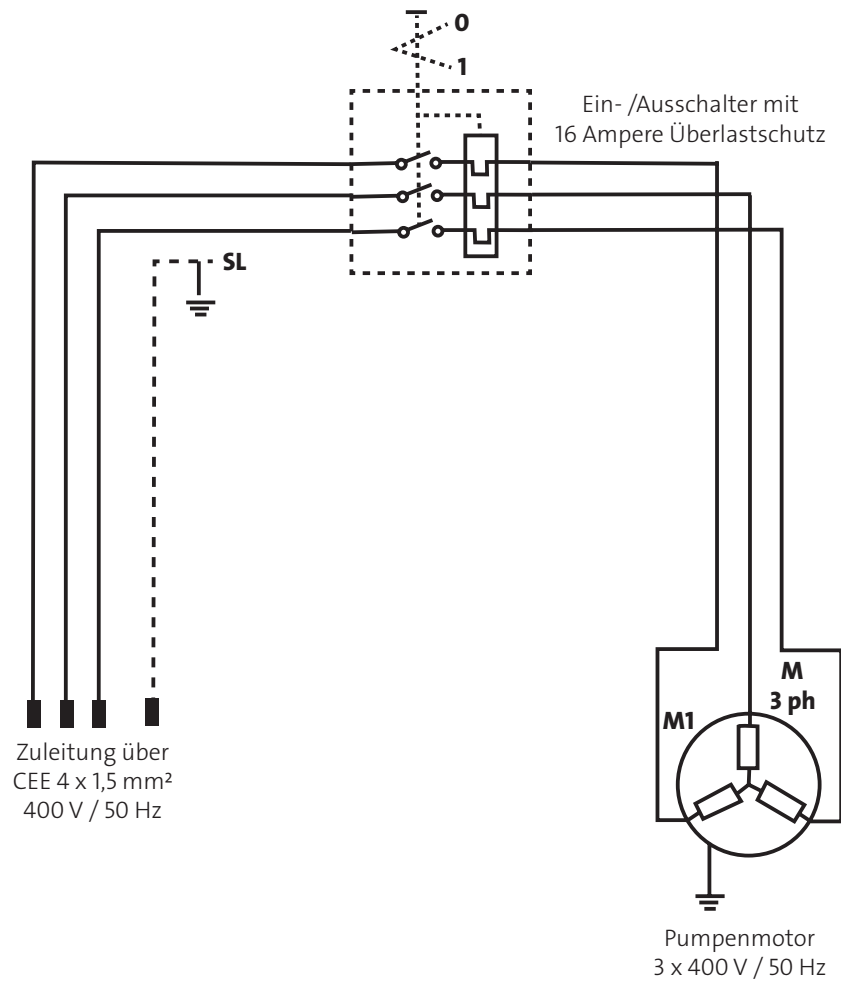 0
1
Ein- /Ausschalter mit
16 Ampere Überlastschutz
SL
M
3 ph
M1
Zuleitung über
CEE 4 x 1,5 mm²
400 V / 50 Hz
Pumpenmotor
3 x 400 V / 50 Hz